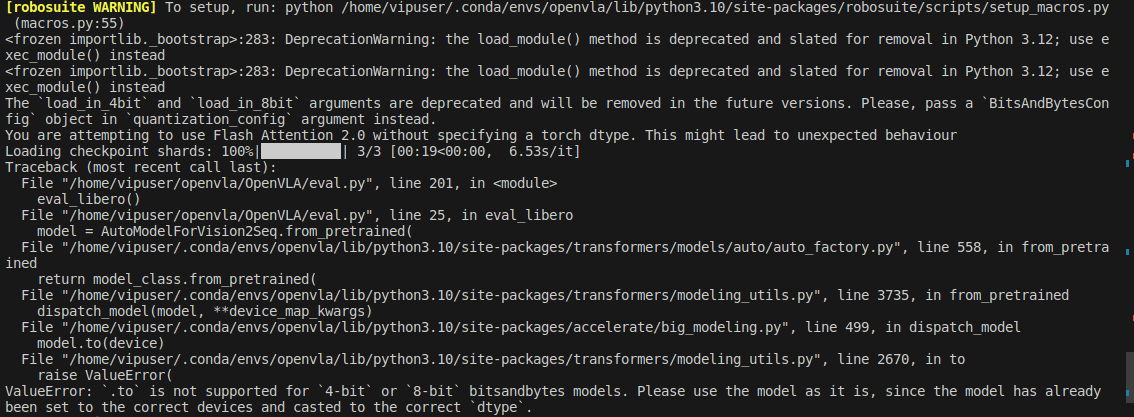 [robosuite WARNING] To setup, run: python /home/vipuser/.conda/envs/openvla/lib/python3.10/site-packages/robosuite/scripts/setup_macros.py
 (macros.py:55)
<frozen importlib._bootstrap>:283: DeprecationWarning: the load_module() method is deprecated and slated for removal in Python 3.12; use e
xec_module() instead
<frozen importlib._bootstrap>:283: DeprecationWarning: the load_module() method is deprecated and slated for removal in Python 3.12; use e
xec_module() instead
The `load_in_4bit` and `load_in_8bit` arguments are deprecated and will be removed in the future versions. Please, pass a `BitsAndBytesCon
fig` object in `quantization_config` argument instead.
You are attempting to use Flash Attention 2.0 without specifying a torch dtype. This might lead to unexpected behaviour
Loading checkpoint shards: 100%|██████████| 3/3 [00:19<00:00,  6.53s/it]
Traceback (most recent call last):
  File "/home/vipuser/openvla/OpenVLA/eval.py", line 201, in <module>
    eval_libero()
  File "/home/vipuser/openvla/OpenVLA/eval.py", line 25, in eval_libero
    model = AutoModelForVision2Seq.from_pretrained(
  File "/home/vipuser/.conda/envs/openvla/lib/python3.10/site-packages/transformers/models/auto/auto_factory.py", line 558, in from_pretra
ined
    return model_class.from_pretrained(
  File "/home/vipuser/.conda/envs/openvla/lib/python3.10/site-packages/transformers/modeling_utils.py", line 3735, in from_pretrained
    dispatch_model(model, **device_map_kwargs)
  File "/home/vipuser/.conda/envs/openvla/lib/python3.10/site-packages/accelerate/big_modeling.py", line 499, in dispatch_model
    model.to(device)
  File "/home/vipuser/.conda/envs/openvla/lib/python3.10/site-packages/transformers/modeling_utils.py", line 2670, in to
    raise ValueError(
ValueError: `.to` is not supported for `4-bit` or `8-bit` bitsandbytes models. Please use the model as it is, since the model has already 
been set to the correct devices and casted to the correct `dtype`.